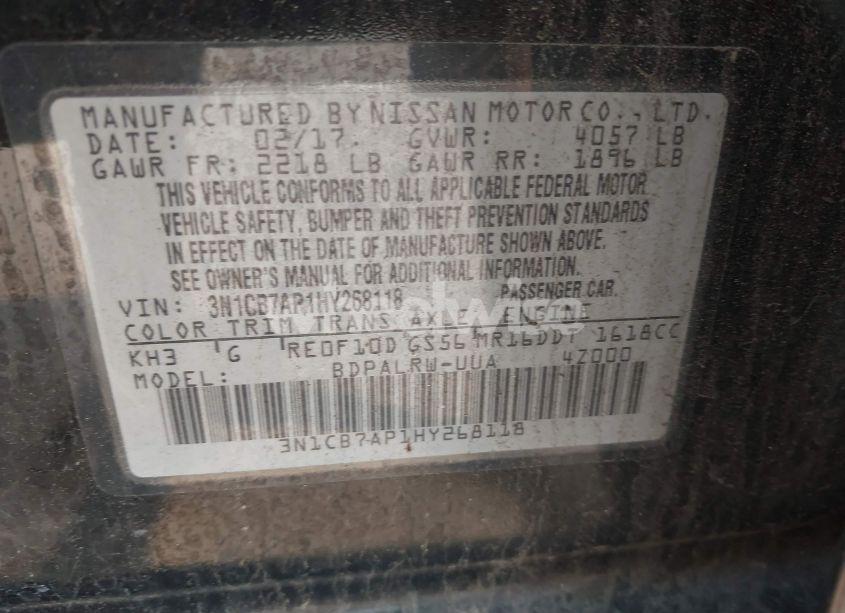 MANUFACTURED BY NISSAN MOTOR CO., LTD.
DATE: 02/17. GVWR: 4057 LB
GAWR FR: 2218 LB GAWR RR: 1896 LB
THIS VEHICLE CONFORMS TO ALL APPLICABLE FEDERAL MOTOR
VEHICLE SAFETY, BUMPER AND THEFT PREVENTION STANDARDS
IN EFFECT ON THE DATE OF MANUFACTURE SHOWN ABOVE.
SEE OWNER'S MANUAL FOR ADDITIONAL INFORMATION.
VIN: 3N1CB7AP1HY268118 PASSENGER CAR.
COLOR TRIM TRANS AXLE ENGINE
KH3 G RE0F10D GS56 MR16DDT 1618CC
MODEL: BDPALRW-UUA 4Z000
3N1CB7AP1HY268118